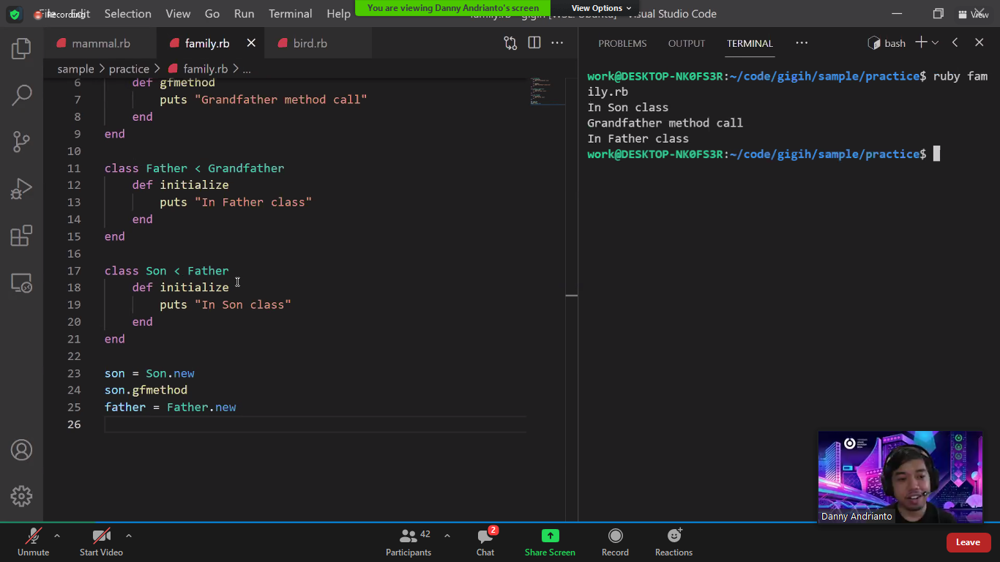 File Edit Selection View Go Run Terminal Help
Recording
You are viewing Danny Andrianto's screen
View Options
Visual Studio Code
View
mammal.rb
family.rb
bird.rb
sample > practice > family.rb > ...
6 def gfmethod
7 puts "Grandfather method call"
8 end
9 end
10
11 class Father < Grandfather
12 def initialize
13 puts "In Father class"
14 end
15 end
16
17 class Son < Father
18 def initialize
19 puts "In Son class"
20 end
21 end
22
23 son = Son.new
24 son.gfmethod
25 father = Father.new
26
PROBLEMS OUTPUT TERMINAL ... bash
work@DESKTOP-NK0FS3R:~/code/gigih/sample/practice$ ruby fam
ily.rb
In Son class
Grandfather method call
In Father class
work@DESKTOP-NK0FS3R:~/code/gigih/sample/practice$
Danny Andrianto
Unmute
Start Video
Participants
42
Chat
2
Share Screen
Record
Reactions
Leave